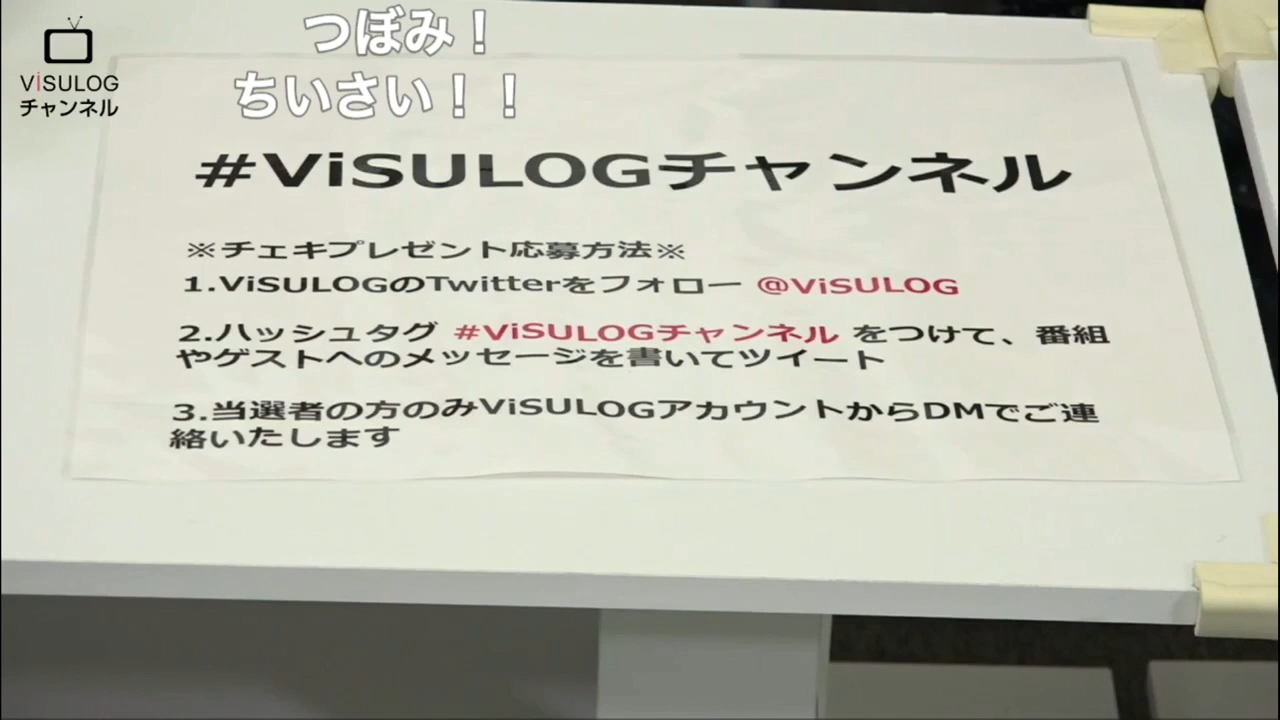 ViSULOG
チャンネル
つぼみ！
ちいさい！！
#ViSULOGチャンネル
※チェキプレゼント応募方法※
1.ViSULOGのTwitterをフォロー @ViSULOG
2.ハッシュタグ #ViSULOGチャンネル をつけて、番組
やゲストへのメッセージを書いてツイート
3.当選者の方のみViSULOGアカウントからDMでご連
絡いたします